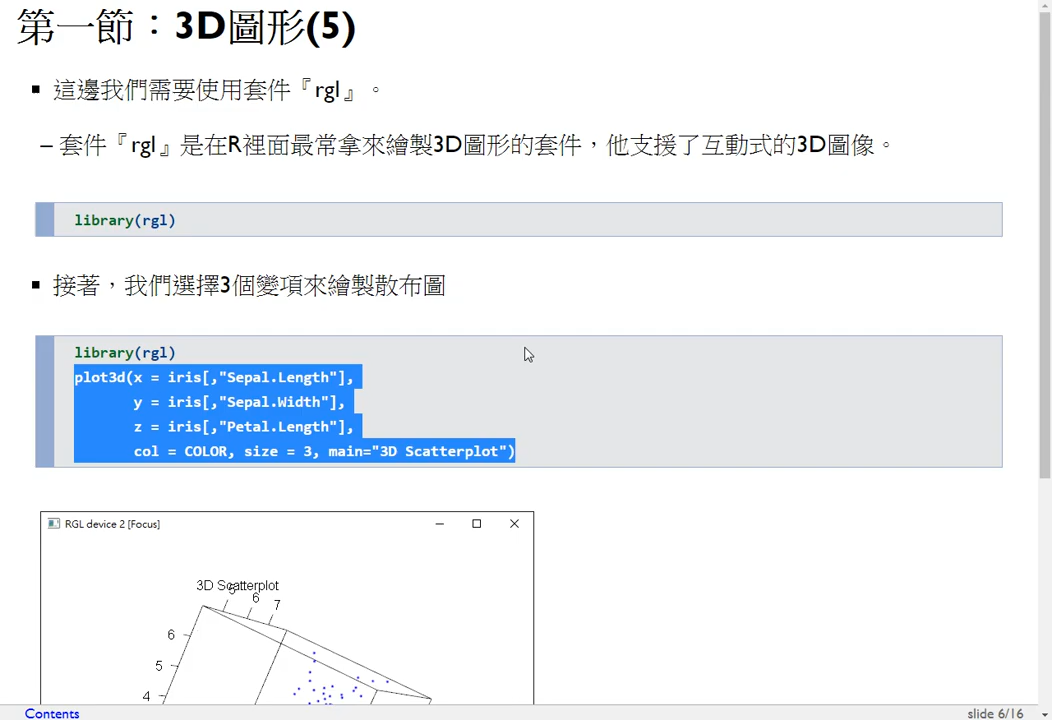 第一節：3D圖形(5)
▪ 這邊我們需要使用套件『rgl』。
– 套件『rgl』是在R裡面最常拿來繪製3D圖形的套件，他支援了互動式的3D圖像。
library(rgl)
▪ 接著，我們選擇3個變項來繪製散布圖
library(rgl)
plot3d(x = iris[,"Sepal.Length"],
y = iris[,"Sepal.Width"],
z = iris[,"Petal.Length"],
col = COLOR, size = 3, main="3D Scatterplot")
RGL device 2 [Focus]
3D Scatterplot
5
6
7
6
5
4
Contents
slide 6/16